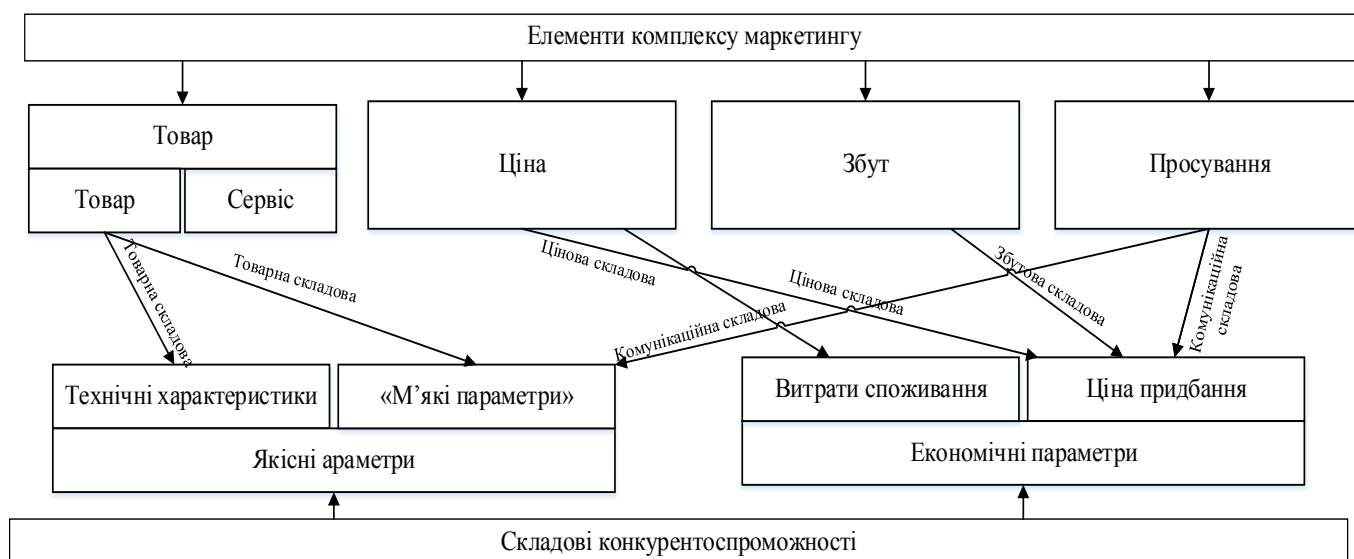 Елементи комплексу маркетингу
Товар
Ціна
Збут
Просування
Товар
Сервіс
Товарна складова
Товарна складова
Цінова складова
Цінова складова
Збутова складова
Комунікаційна
складова
Комунікаційна складова
Технічні характеристики
«М’які параметри»
Витрати споживання
Ціна придбання
Якісні араметри
Економічні параметри
Складові конкурентоспроможності